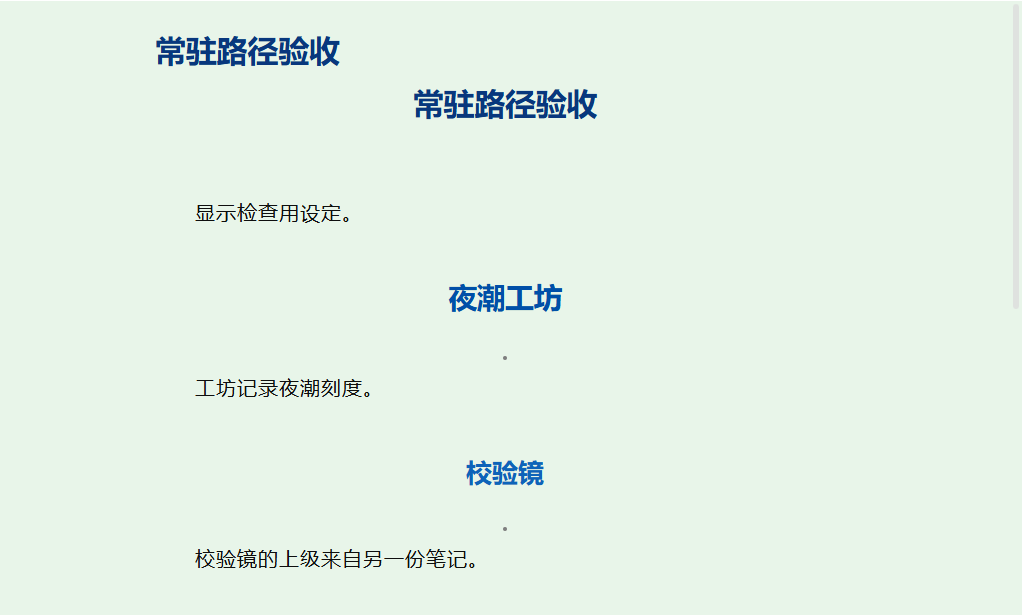 常驻路径验收
常驻路径验收
显示检查用设定。
夜潮工坊
工坊记录夜潮刻度。
校验镜
校验镜的上级来自另一份笔记。